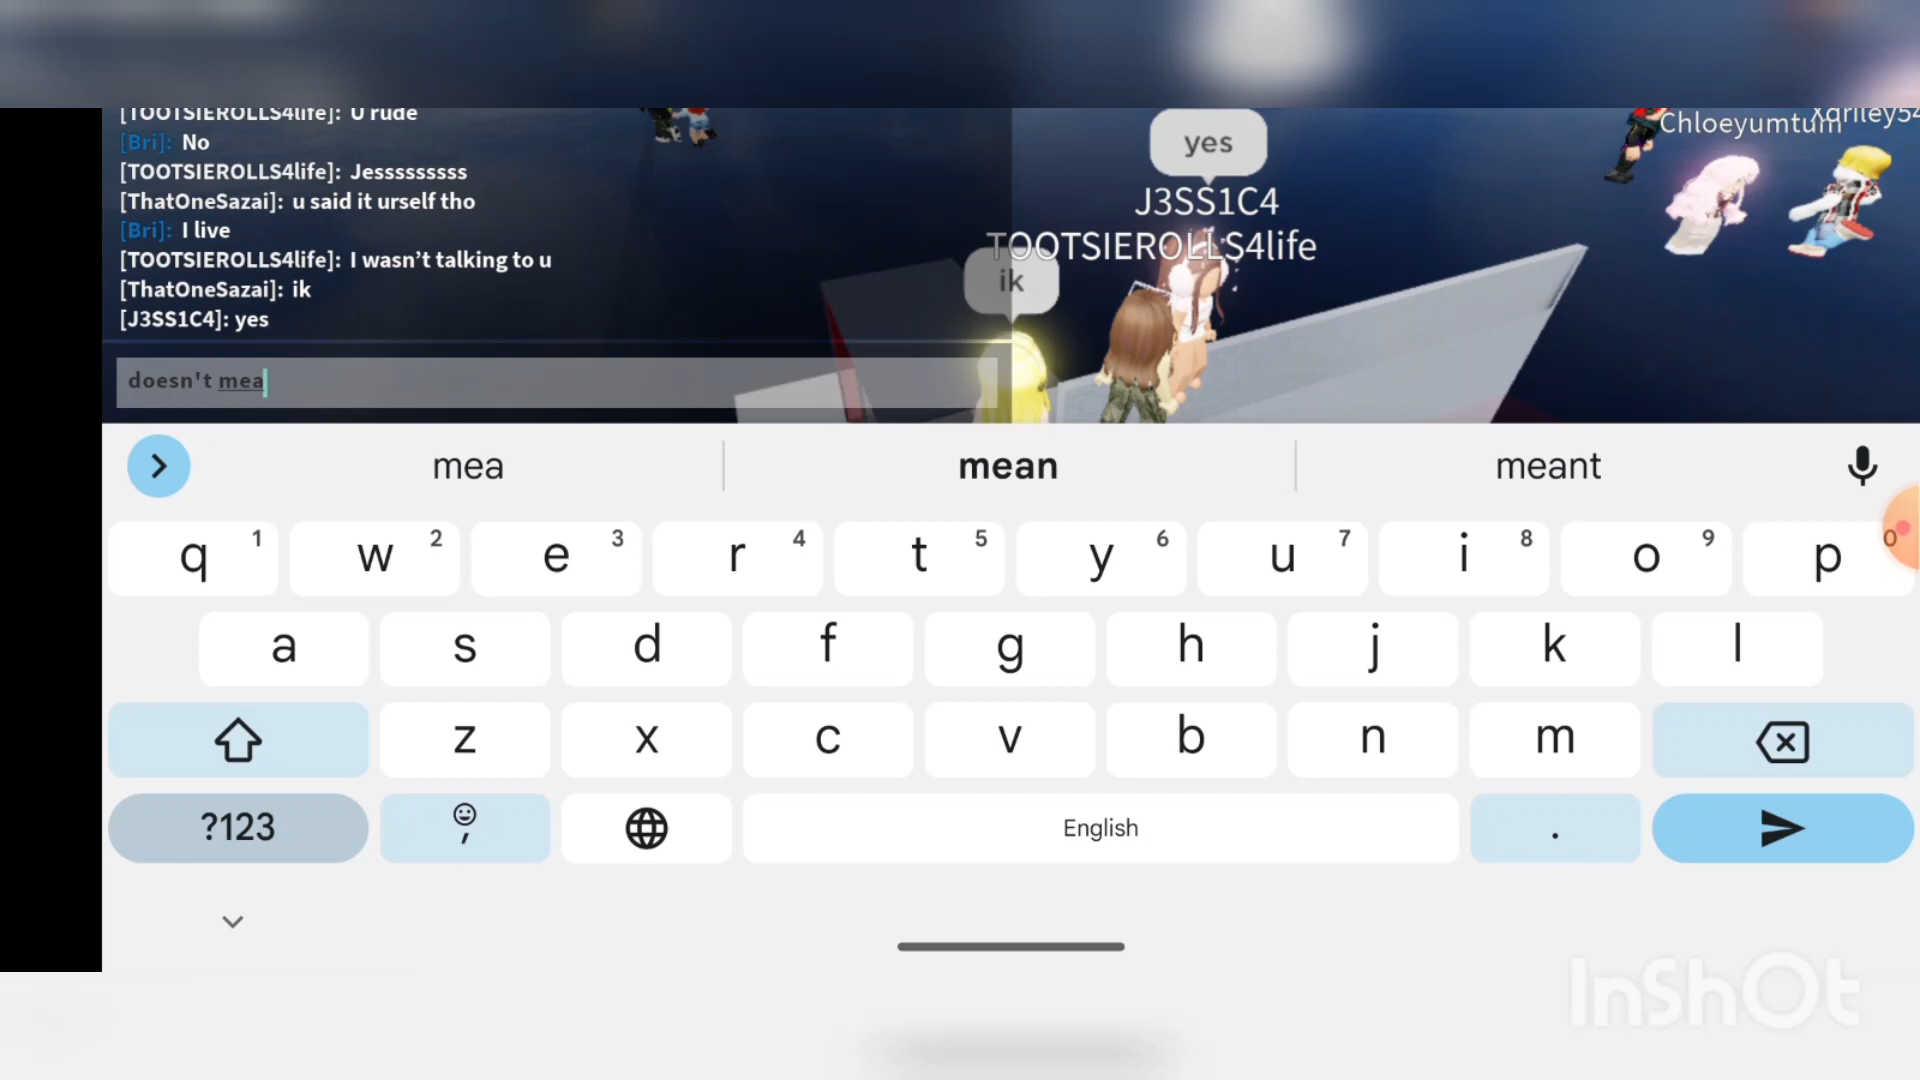 [TOOTSIEROLLS4life]: U rude
[Bri]: No
[TOOTSIEROLLS4life]: Jesssssssss
[ThatOneSazai]: u said it urself tho
[Bri]: I live
[TOOTSIEROLLS4life]: I wasn’t talking to u
[ThatOneSazai]: ik
[J3SS1C4]: yes
doesn't mea
yes
J3SS1C4
TOOTSIEROLLS4life
ik
Chloeyumtum
mea mean meant
q 1 w 2 e 3 r 4 t 5 y 6 u 7 i 8 o 9 p 0
a s d f g h j k l
z x c v b n m
?123 , English .
InShOt